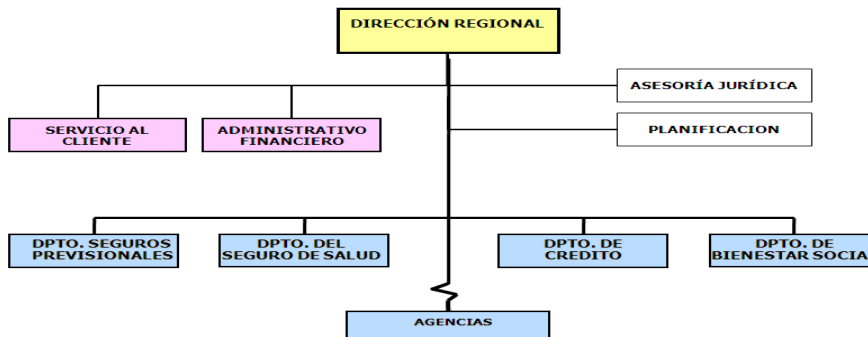 DIRECCIÓN REGIONAL
ASESORÍA JURÍDICA
SERVICIO AL
CLIENTE
ADMINISTRATIVO
FINANCIERO
PLANIFICACION
DPTO. SEGUROS
PREVISIONALES
DPTO. DEL
SEGURO DE SALUD
DPTO. DE
CREDITO
DPTO. DE
BIENESTAR SOCIA
AGENCIAS